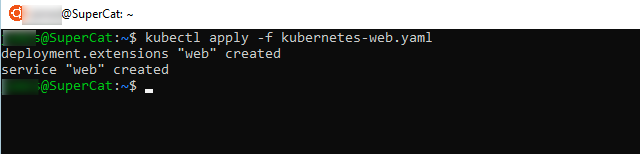 @SuperCat: ~
s@SuperCat:~$ kubectl apply -f kubernetes-web.yaml
deployment.extensions "web" created
service "web" created
s@SuperCat:~$